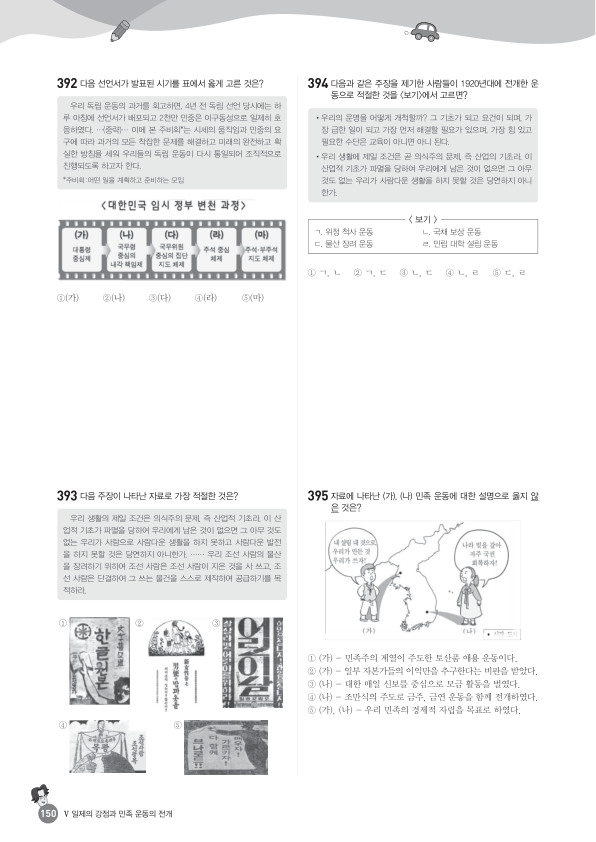 392 다음 선언서가 발표된 시기를 표에서 옳게 고른 것은?
우리 독립 운동의 과거를 회고하면, 4년 전 독립 선언 당시에는 하
루 아침에 선언서가 배포되고 2천만 민중은 이구동성으로 일제히 호
응하였다. …(중략)… 이에 본 주비회*는 시세의 움직임과 민중의 요
구에 따라 과거의 모든 착잡한 문제를 해결하고 미래의 완전하고 확
실한 방침을 세워 우리들의 독립 운동이 다시 통일되어 조직적으로
진행되도록 하고자 한다.
*주비회:어떤 일을 계획하고 준비하는 모임
<대한민국 임시 정부 변천 과정>
(가) (나) (다) (라) (마)
대통령 중심제
국무령 중심의 내각 책임제
국무위원 중심의 집단 지도 체제
주석 중심 체제
주석·부주석 지도 체제
①(가) ②(나) ③(다) ④(라) ⑤(마)
393 다음 주장이 나타난 자료로 가장 적절한 것은?
우리 생활의 제일 조건은 의식주의 문제, 즉 산업적 기초라. 이 산
업적 기초가 파멸을 당하여 우리에게 남은 것이 없으면 그 아무 것도
없는 우리가 사람으로 사람다운 생활을 하지 못하고 사람다운 발전
을 하지 못할 것은 당연하지 아니한가. …… 우리 조선 사람의 물산
을 장려하기 위하여 조선 사람은 조선 사람이 지은 것을 사 쓰고, 조
선 사람은 단결하여 그 쓰는 물건을 스스로 제작하여 공급하기를 목
적하라.
① ② ③
한글원본
어린이날
④ ⑤
배우자!
가르키자!
다 함께
브나로드!!
394 다음과 같은 주장을 제기한 사람들이 1920년대에 전개한 운
동으로 적절한 것을 <보기>에서 고르면?
• 우리의 운명을 어떻게 개척할까? 그 기초가 되고 요건이 되며, 가
장 급한 일이 되고 가장 먼저 해결할 필요가 있으며, 가장 힘 있고
필요한 수단은 교육이 아니면 아니 된다.
• 우리 생활에 제일 조건은 곧 의식주의 문제, 즉 산업의 기초라. 이
산업적 기초가 파멸을 당하여 우리에게 남은 것이 없으면 그 아무
것도 없는 우리가 사람다운 생활을 하지 못할 것은 당연하지 아니
한가.
< 보기 >
ㄱ. 위정 척사 운동 ㄴ. 국채 보상 운동
ㄷ. 물산 장려 운동 ㄹ. 민립 대학 설립 운동
① ㄱ, ㄴ ② ㄱ, ㄷ ③ ㄴ, ㄷ ④ ㄴ, ㄹ ⑤ ㄷ, ㄹ
395 자료에 나타난 (가), (나) 민족 운동에 대한 설명으로 옳지 않
은 것은?
내 살림 내 것으로
우리가 만든 것
우리가 쓰자!
나라 빚을 갚아
자주 국권
회복하자!
(가) (나)
① (가) – 민족주의 계열이 주도한 토산품 애용 운동이다.
② (가) – 일부 자본가들의 이익만을 추구한다는 비판을 받았다.
③ (나) – 대한 매일 신보를 중심으로 모금 활동을 벌였다.
④ (나) – 조만식의 주도로 금주, 금연 운동을 함께 전개하였다.
⑤ (가), (나) – 우리 민족의 경제적 자립을 목표로 하였다.
150 V 일제의 강점과 민족 운동의 전개